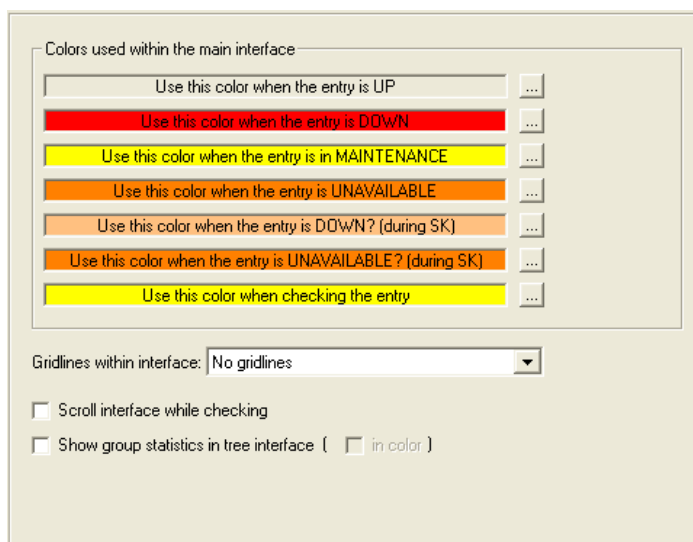 Colors used within the main interface
Use this color when the entry is UP
...
Use this color when the entry is DOWN
...
Use this color when the entry is in MAINTENANCE
...
Use this color when the entry is UNAVAILABLE
...
Use this color when the entry is DOWN? (during SK)
...
Use this color when the entry is UNAVAILABLE? (during SK)
...
Use this color when checking the entry
...
Gridlines within interface: No gridlines
Scroll interface while checking
Show group statistics in tree interface ( in color )